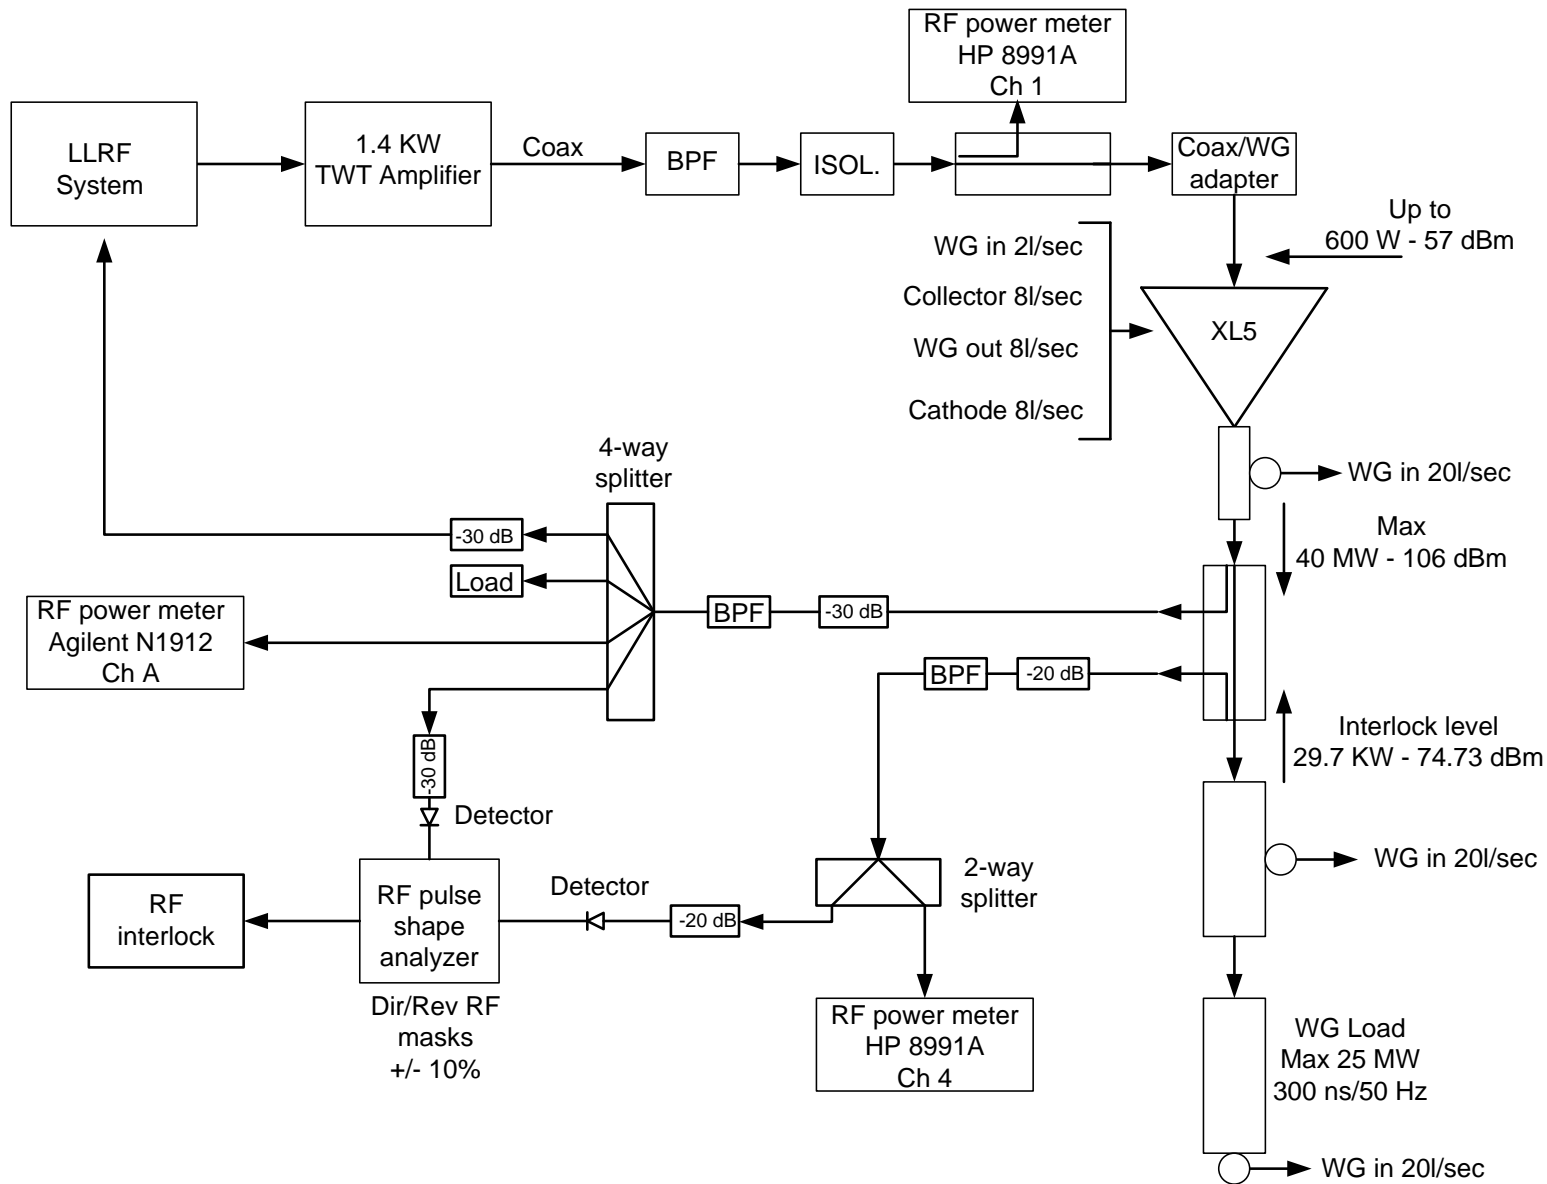 RF power meter
HP 8991A
Ch 1
LLRF
System
1.4 KW
TWT Amplifier
Coax
BPF
ISOL.
Coax/WG
adapter
Up to
600 W - 57 dBm
WG in 2l/sec
Collector 8l/sec
WG out 8l/sec
Cathode 8l/sec
XL5
4-way
splitter
WG in 20l/sec
-30 dB
Max
40 MW - 106 dBm
Load
RF power meter
Agilent N1912
Ch A
BPF
-30 dB
BPF
-20 dB
Interlock level
29.7 KW - 74.73 dBm
-30 dB
Detector
WG in 20l/sec
2-way
splitter
Detector
RF
interlock
RF pulse
shape
analyzer
-20 dB
Dir/Rev RF
masks
+/- 10%
RF power meter
HP 8991A
Ch 4
WG Load
Max 25 MW
300 ns/50 Hz
WG in 20l/sec